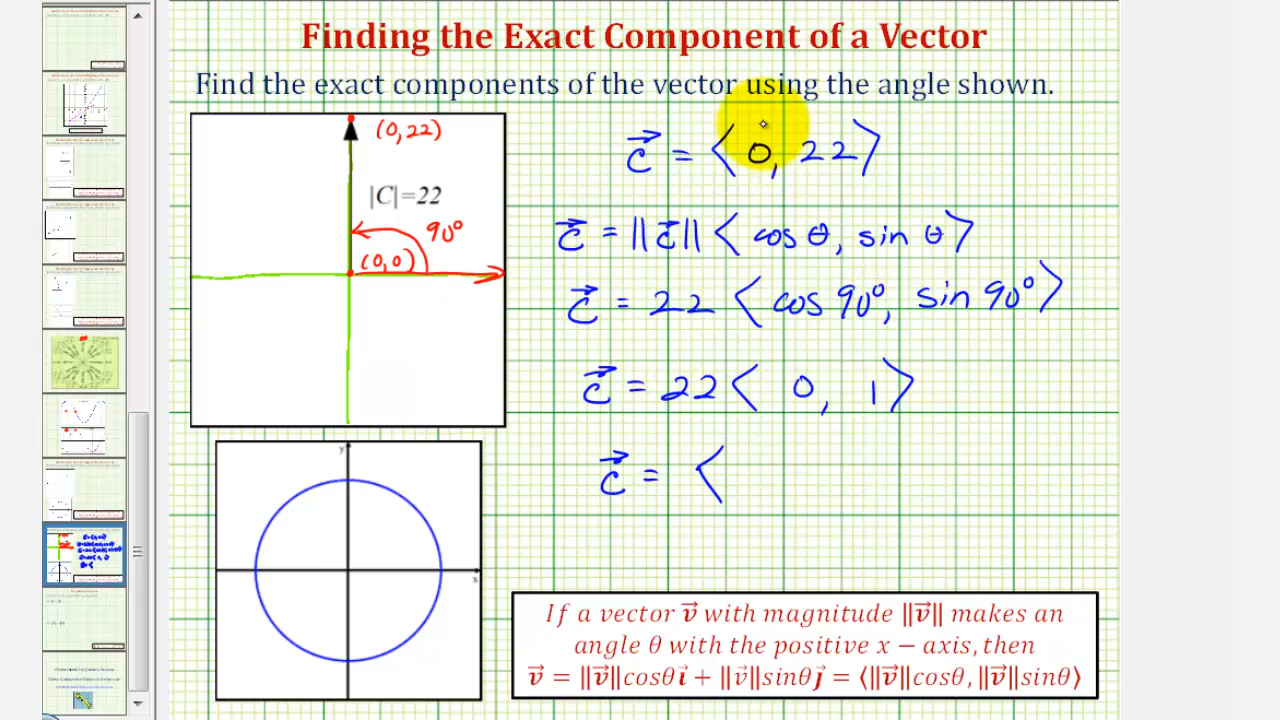 Finding the Exact Component of a Vector
Find the exact components of the vector using the angle shown.
(0,22)
|C|=22
90°
(0,0)
y
x
c⃗ = ⟨ 0, 22 ⟩
c⃗ = ||c⃗|| ⟨ cos θ, sin θ ⟩
c⃗ = 22 ⟨ cos 90°, sin 90° ⟩
c⃗ = 22 ⟨ 0, 1 ⟩
c⃗ = ⟨
If a vector v⃗ with magnitude ‖v⃗‖ makes an
angle θ with the positive x − axis, then
v⃗ = ‖v⃗‖cosθi⃗ + ‖v⃗‖sinθj⃗ = ⟨‖v⃗‖cosθ, ‖v⃗‖sinθ⟩